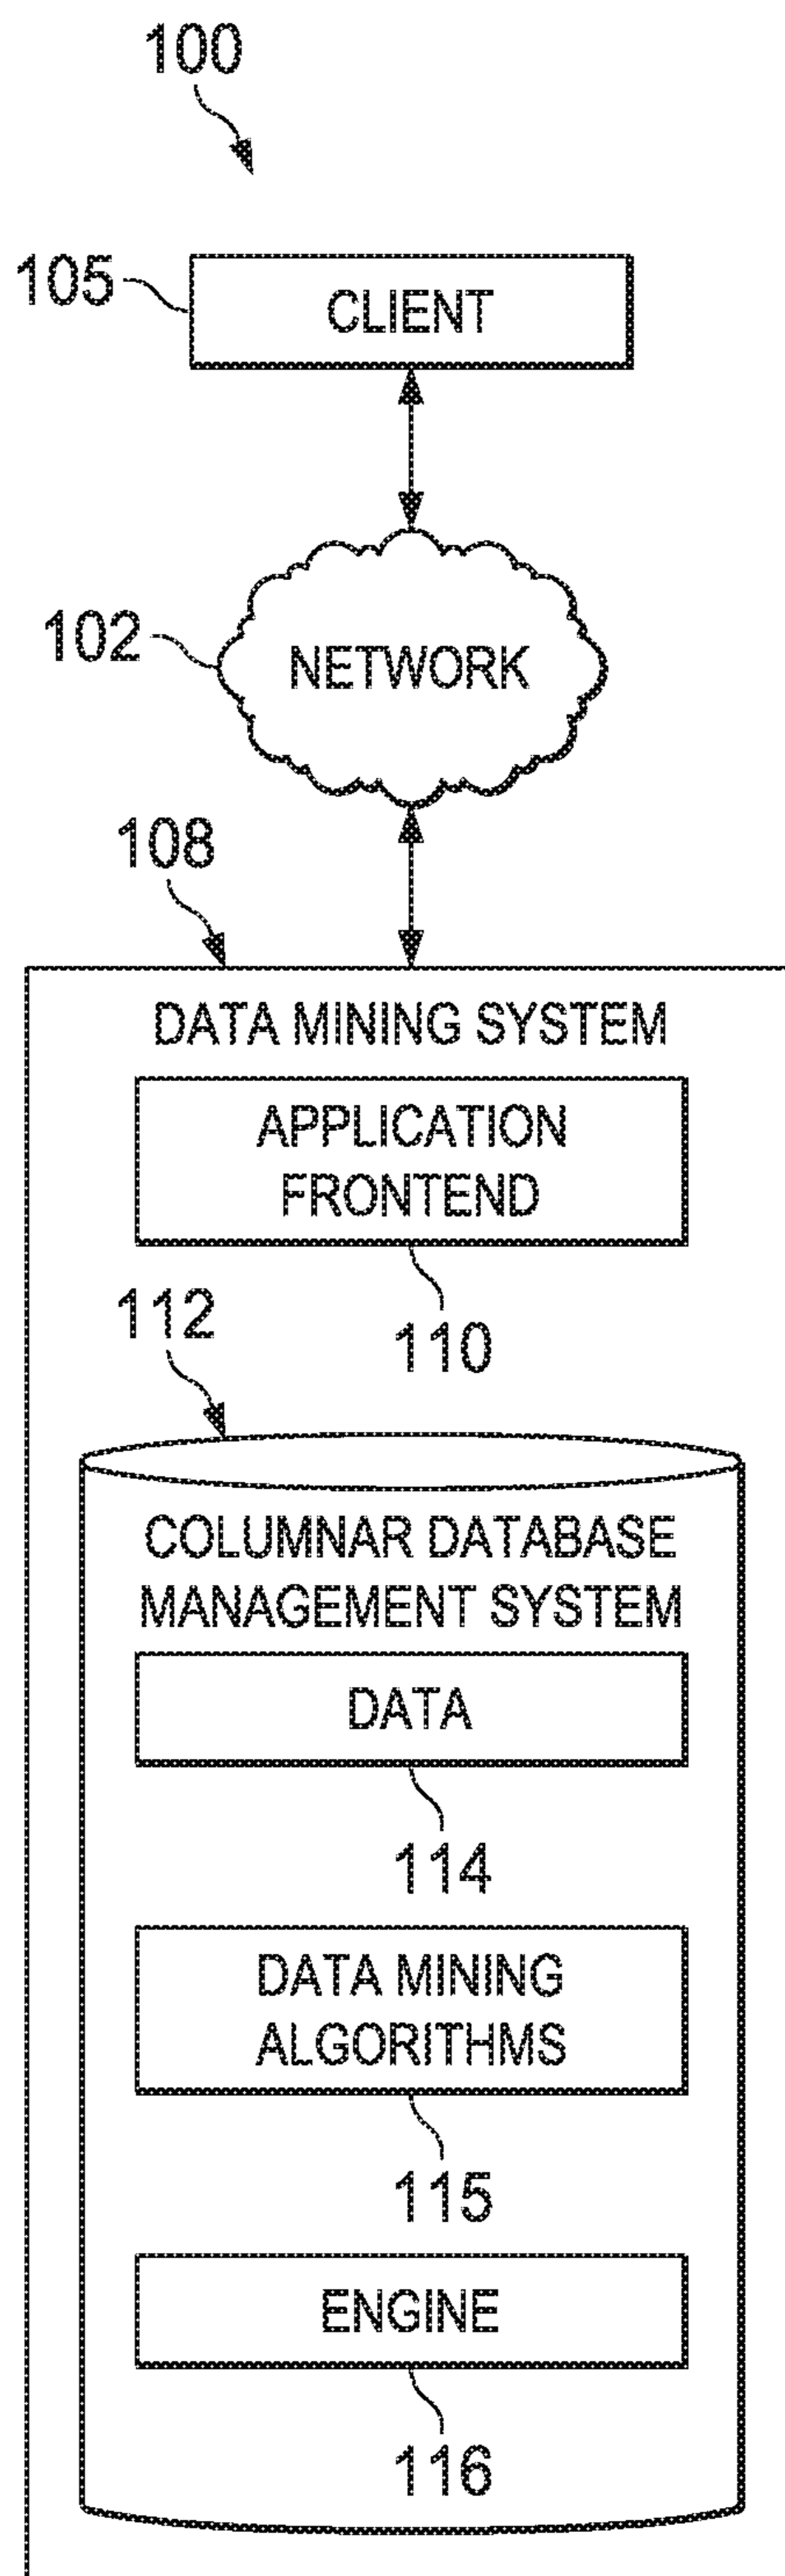 100
105
CLIENT
102
NETWORK
108
DATA MINING SYSTEM
APPLICATION
FRONTEND
110
112
COLUMNAR DATABASE
MANAGEMENT SYSTEM
DATA
114
DATA MINING
ALGORITHMS
115
ENGINE
116